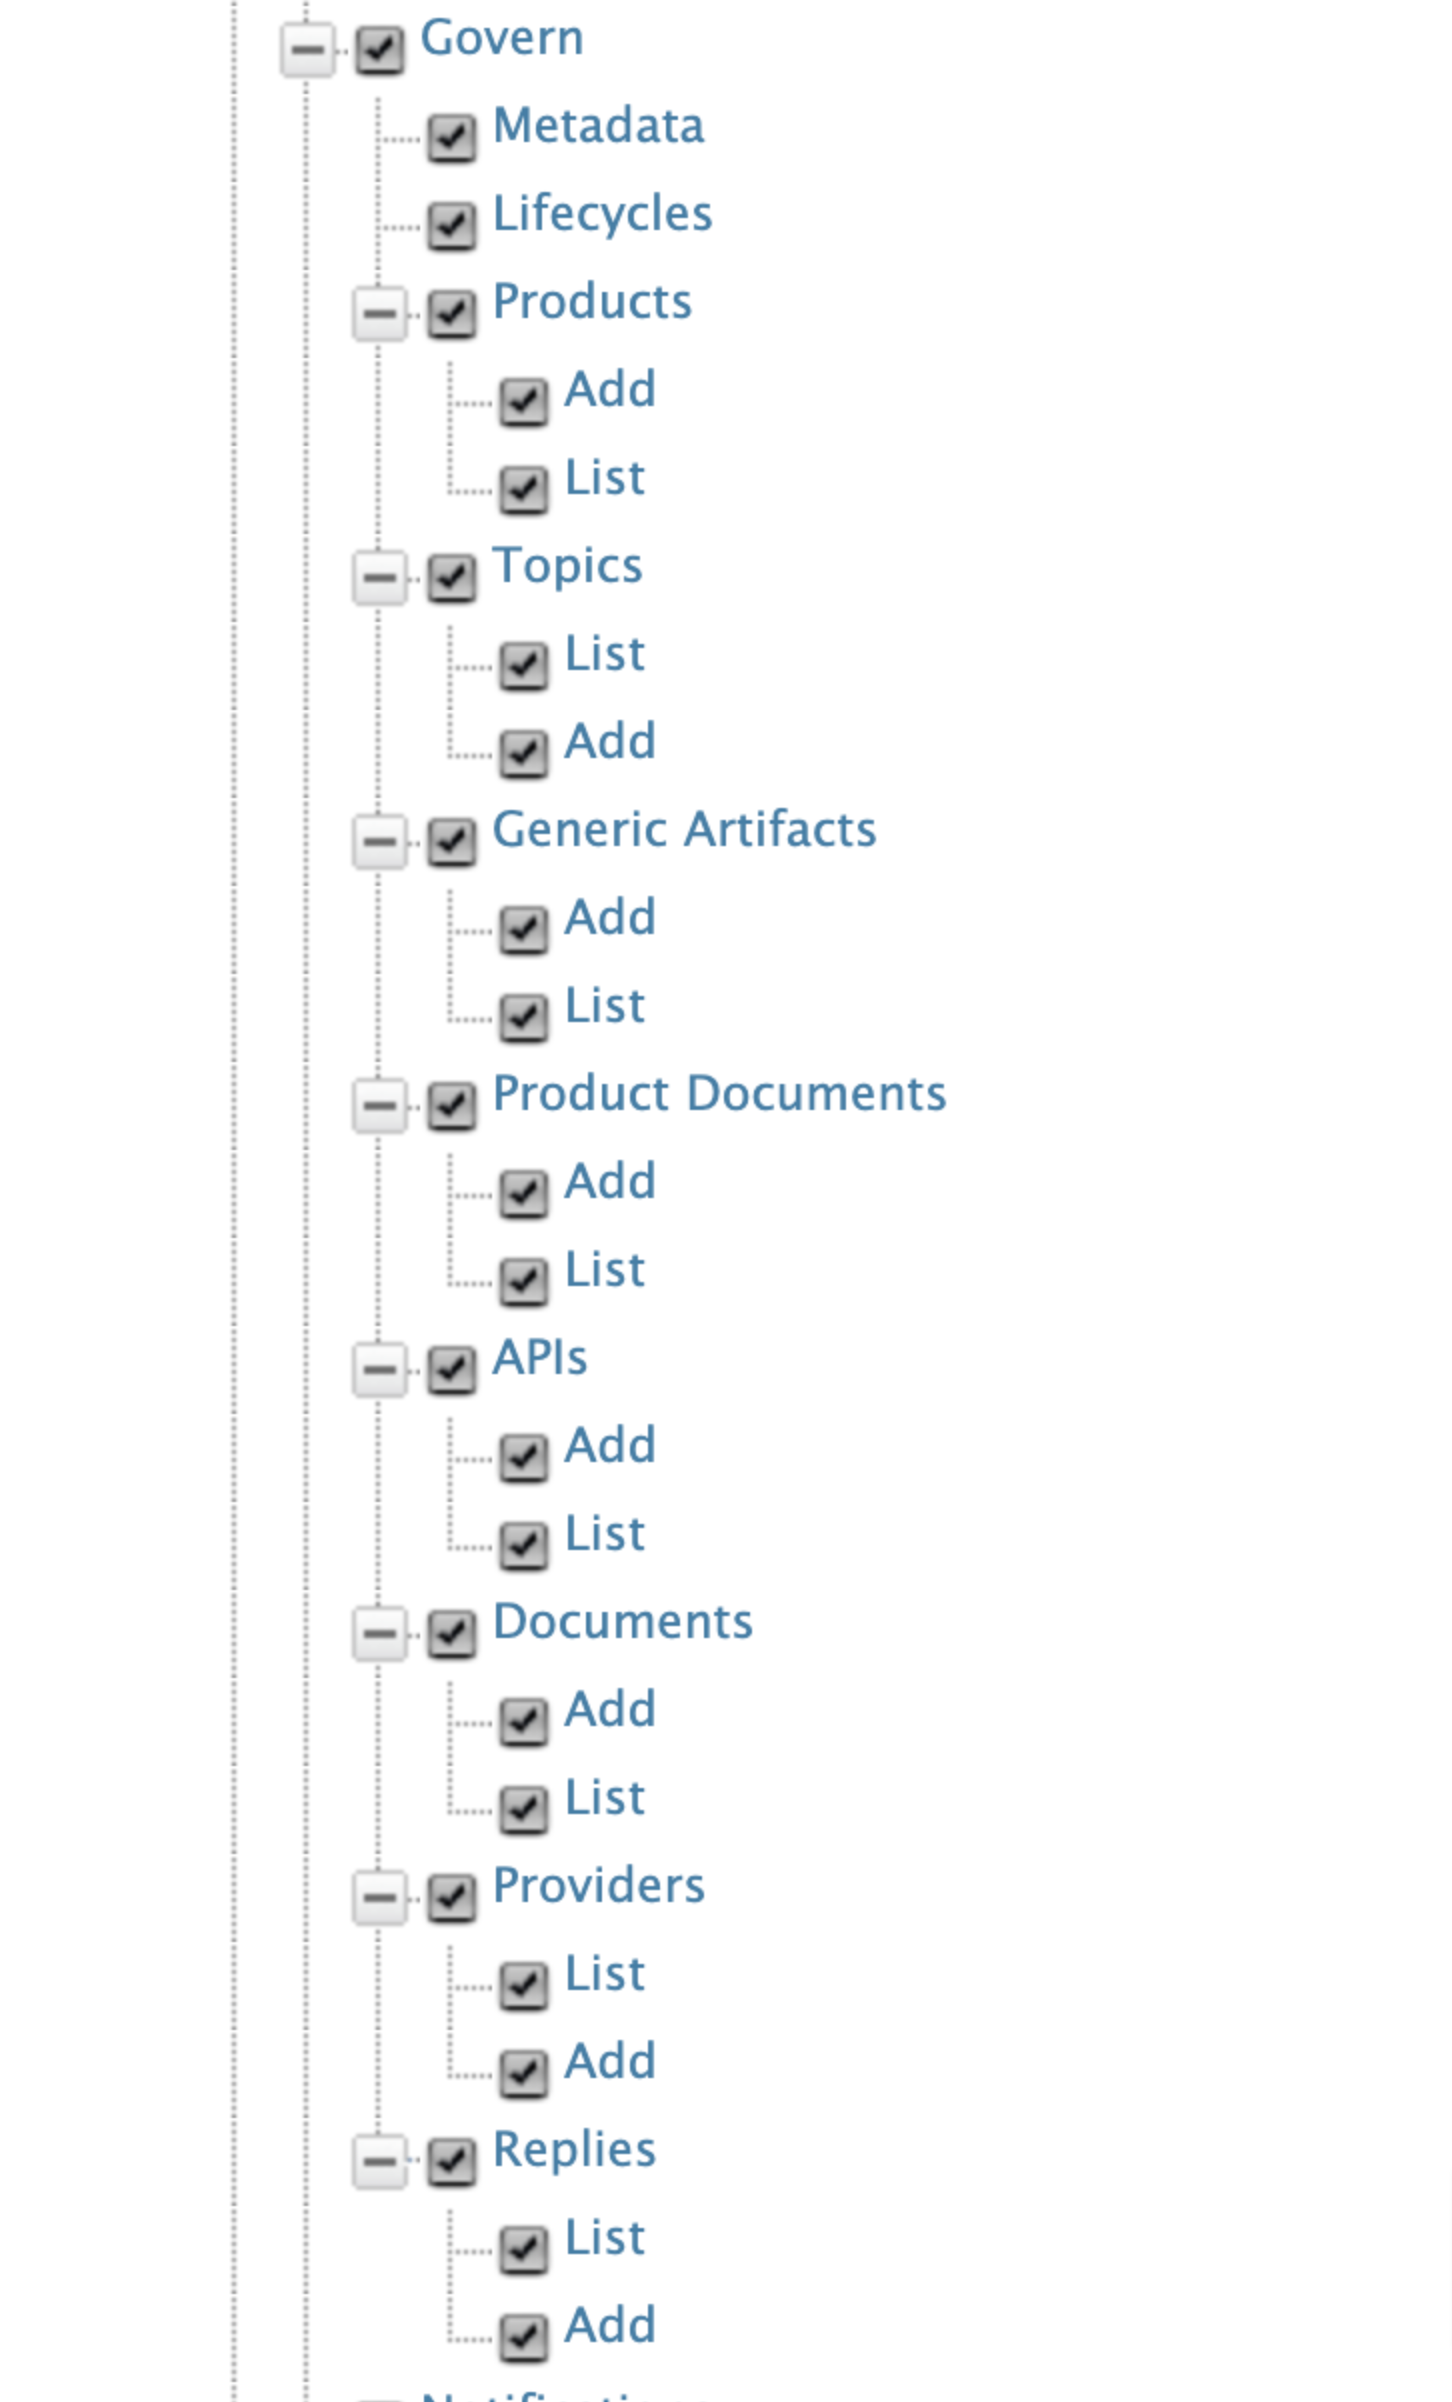 Govern
Metadata
Lifecycles
Products
Add
List
Topics
List
Add
Generic Artifacts
Add
List
Product Documents
Add
List
APIs
Add
List
Documents
Add
List
Providers
List
Add
Replies
List
Add